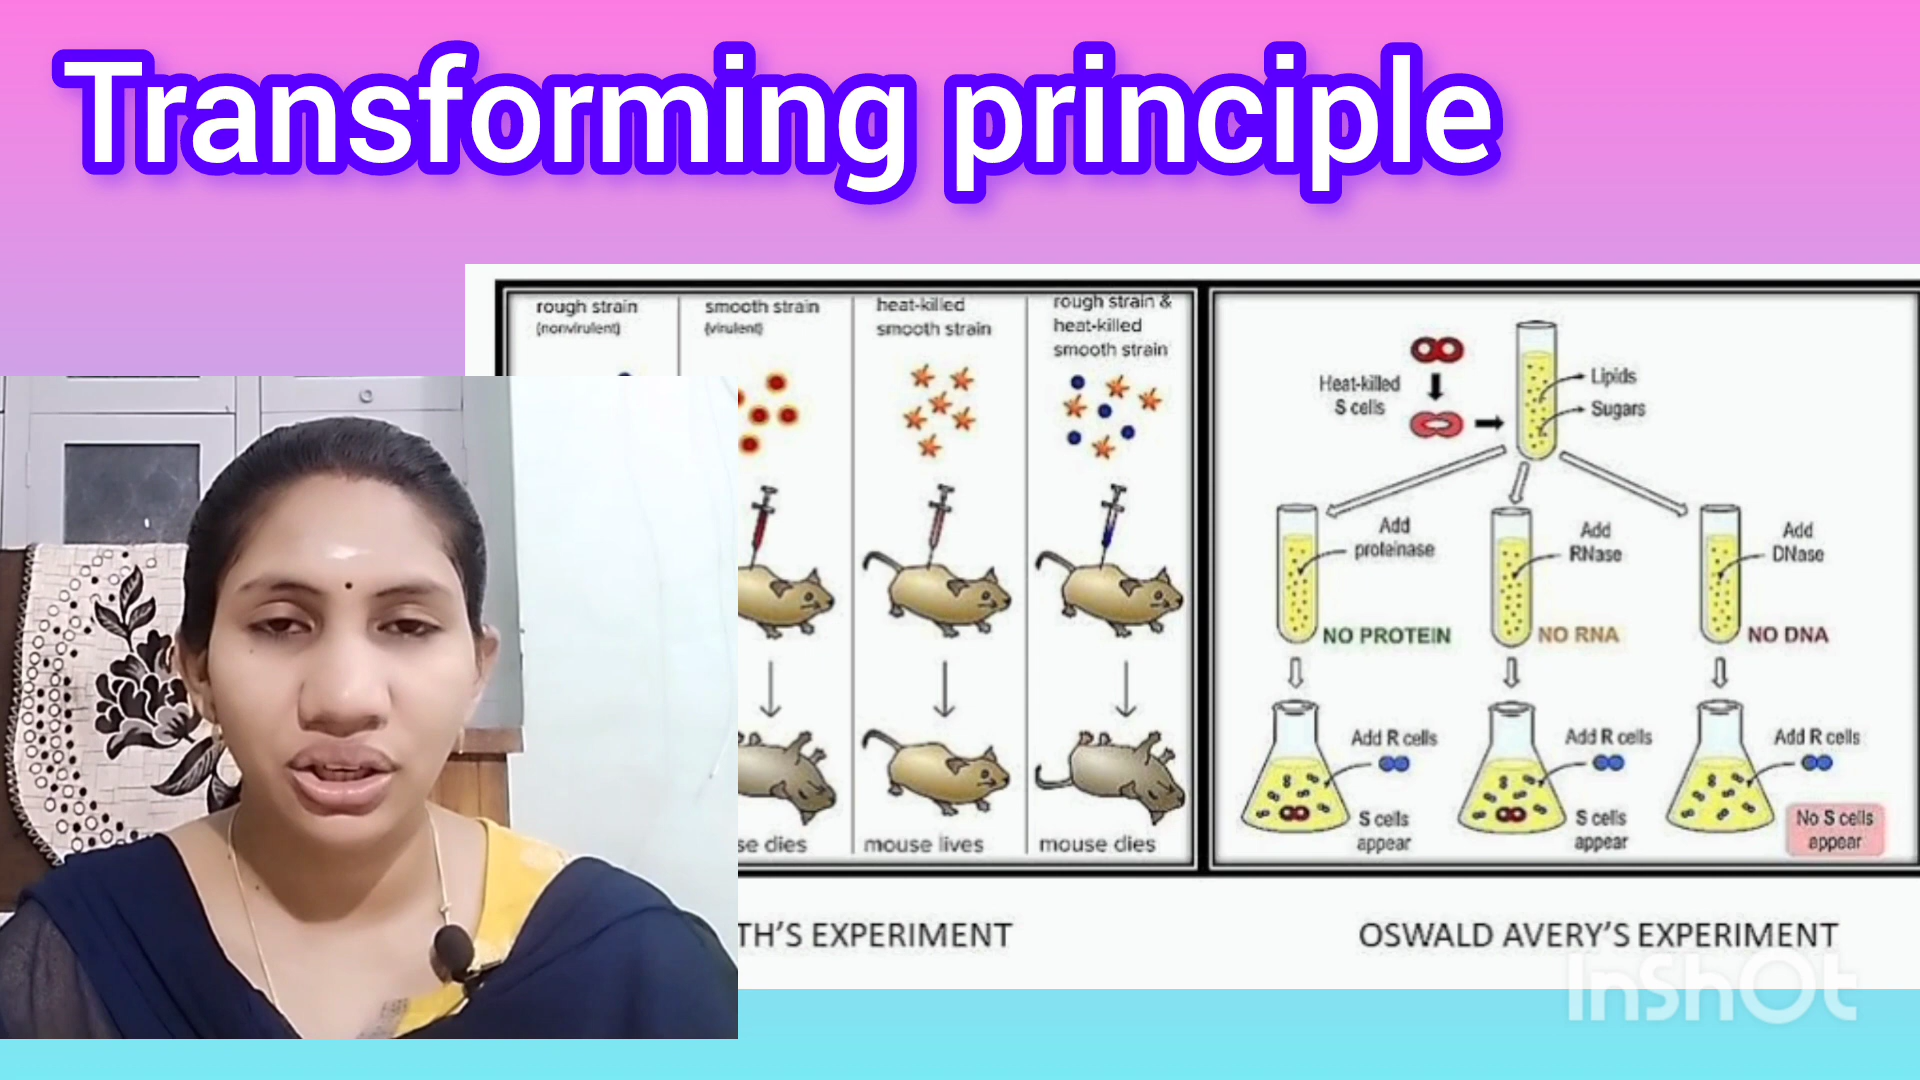 Transforming principle
rough strain
(nonvirulent)
smooth strain
(virulent)
heat-killed
smooth strain
rough strain &
heat-killed
smooth strain
se dies
mouse lives
mouse dies
TH'S EXPERIMENT
Heat-killed
S cells
Lipids
Sugars
Add
proteinase
Add
RNase
Add
DNase
NO PROTEIN
NO RNA
NO DNA
Add R cells
Add R cells
Add R cells
S cells
appear
S cells
appear
No S cells
appear
OSWALD AVERY'S EXPERIMENT
InShOt